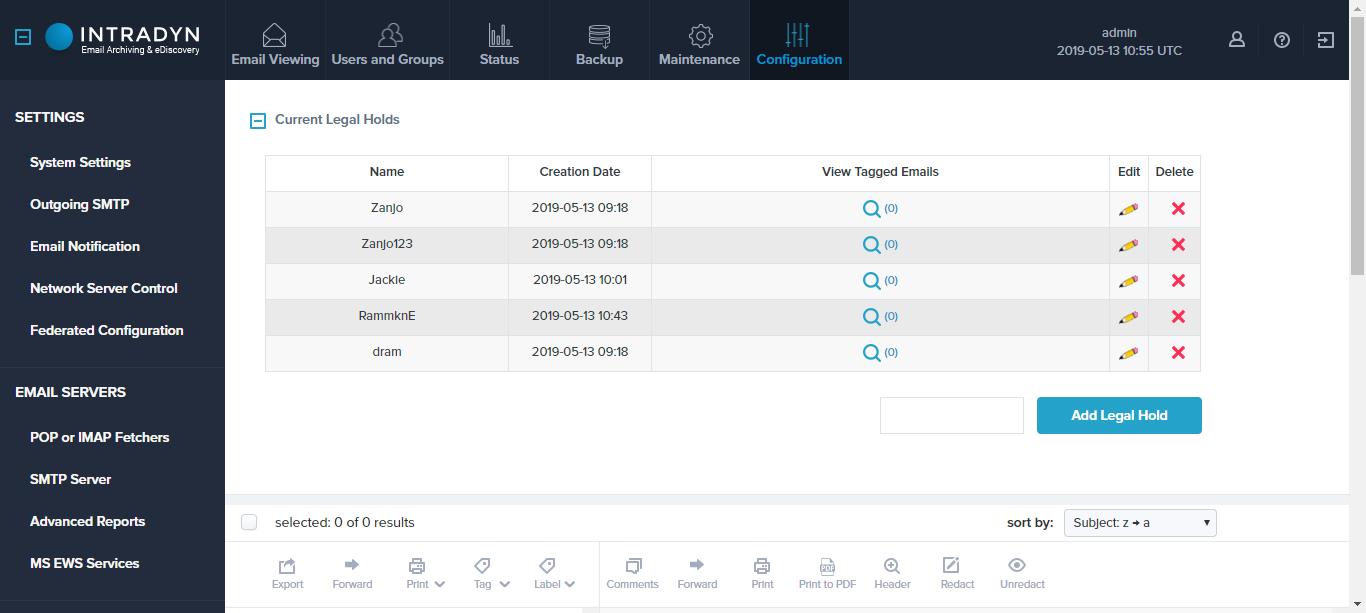 INTRADYN
Email Archiving & eDiscovery
Email Viewing
Users and Groups
Status
Backup
Maintenance
Configuration
admin
2019-05-13 10:55 UTC
SETTINGS
System Settings
Outgoing SMTP
Email Notification
Network Server Control
Federated Configuration
EMAIL SERVERS
POP or IMAP Fetchers
SMTP Server
Advanced Reports
MS EWS Services
Current Legal Holds
Name Creation Date View Tagged Emails Edit Delete
Zanjo 2019-05-13 09:18 (0)
Zanjo123 2019-05-13 09:18 (0)
Jackie 2019-05-13 10:01 (0)
RammknE 2019-05-13 10:43 (0)
dram 2019-05-13 09:18 (0)
Add Legal Hold
selected: 0 of 0 results
sort by: Subject: z → a
Export Forward Print Tag Label Comments Forward Print Print to PDF Header Redact Unredact